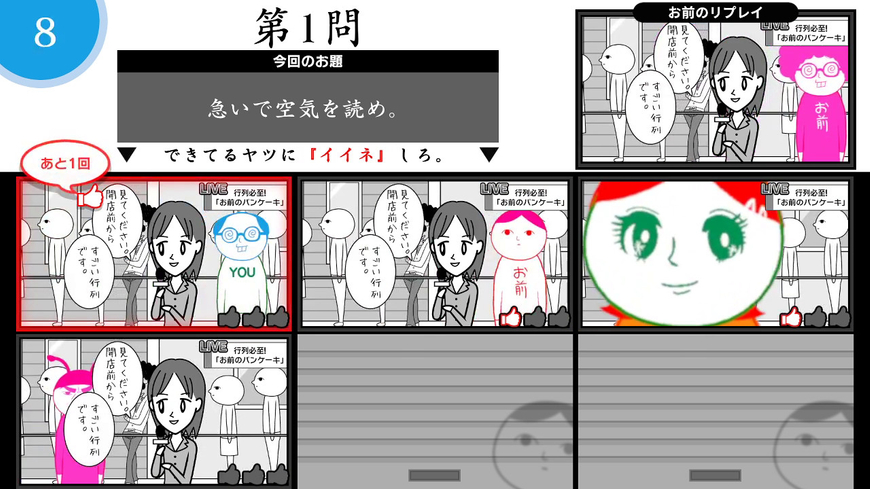 8
第1問
今回のお題
急いで空気を読め。
できてるヤツに『イイネ』しろ。
お前のリプレイ
LIVE
行列必至!
「お前のパンケーキ」
見てください。
開店前から
すごい行列
です。
お前
あと1回
LIVE
行列必至!
「お前のパンケーキ」
見てください。
開店前から
すごい行列
です。
YOU
LIVE
行列必至!
「お前のパンケーキ」
見てください。
開店前から
すごい行列
です。
お前
LIVE
行列必至!
「お前のパンケーキ」
LIVE
行列必至!
「お前のパンケーキ」
見てください。
開店前から
すごい行列
です。